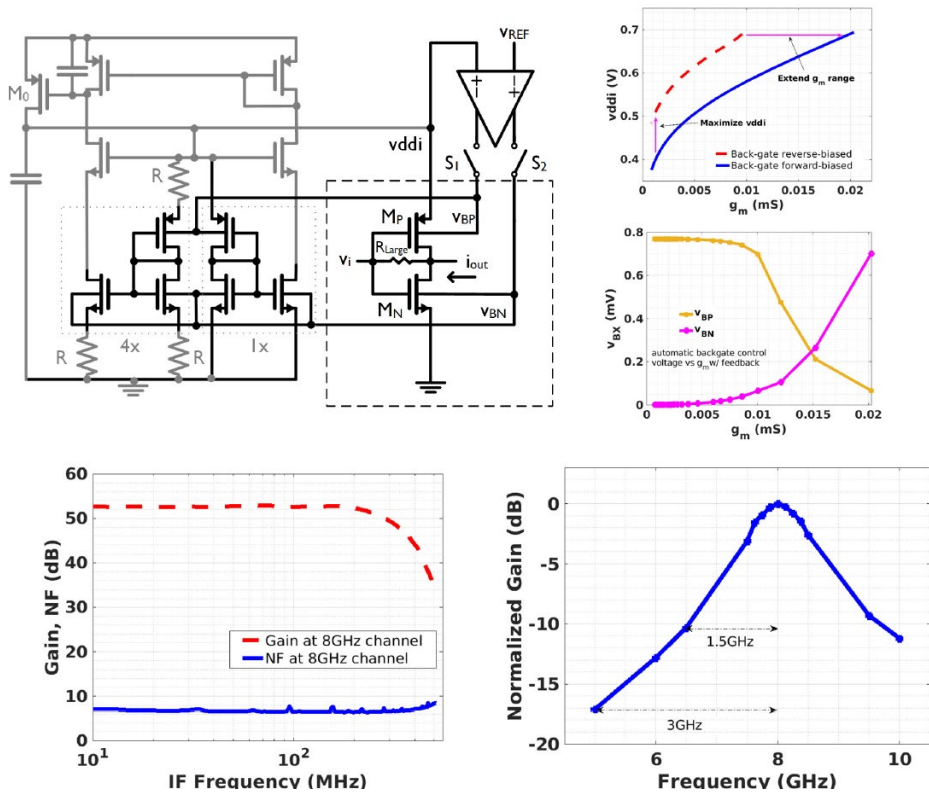 M0
R
R
R
4x
1x
vddi
vREF
+
−
+
−
S1
S2
MP
MN
RLarge
vi
iout
vBP
vBN
vddi (V)
0.7
0.6
0.5
0.4
Extend gm range
Maximize vddi
Back-gate reverse-biased
Back-gate forward-biased
0
0.005
0.01
0.015
0.02
gm (mS)
vBX (mV)
0.8
0.6
0.4
0.2
0
vBP
vBN
automatic backgate control
voltage vs gm w/ feedback
0
0.005
0.01
0.015
0.02
gm (mS)
Gain, NF (dB)
60
50
40
30
20
10
0
Gain at 8GHz channel
NF at 8GHz channel
10^1
10^2
IF Frequency (MHz)
Normalized Gain (dB)
0
-5
-10
-15
-20
1.5GHz
3GHz
6
7
8
9
10
Frequency (GHz)